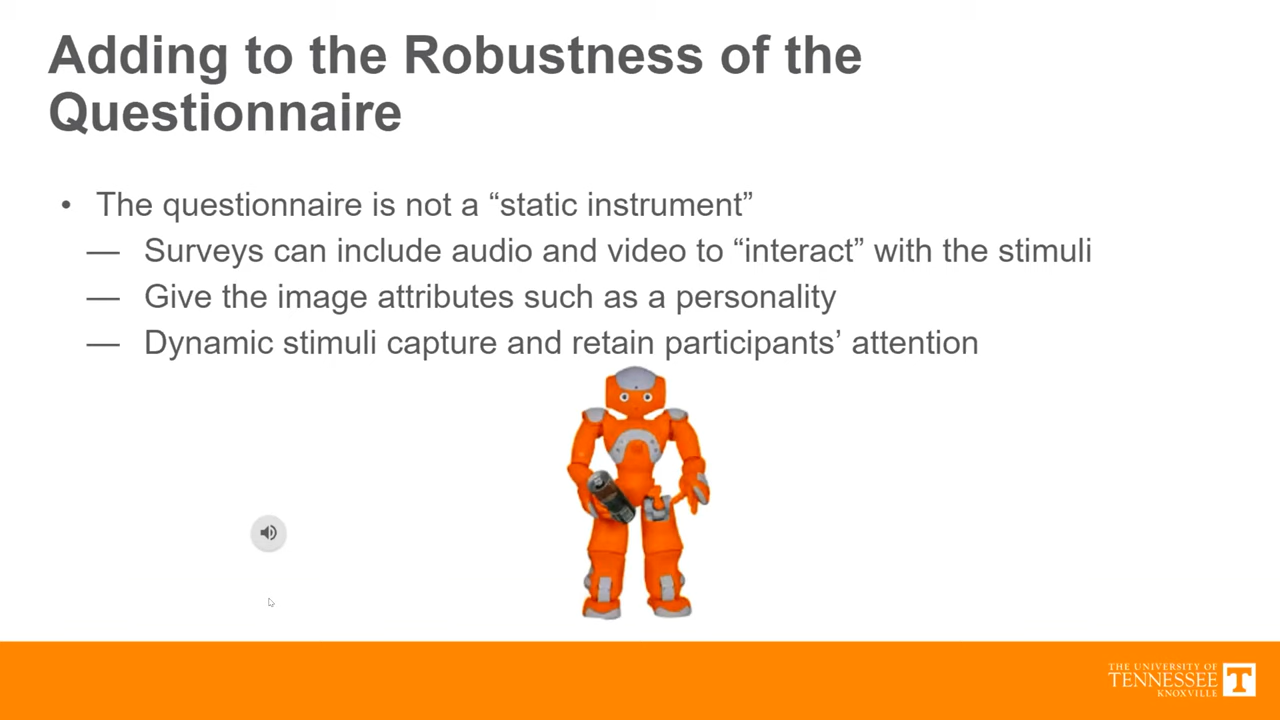 Adding to the Robustness of the
Questionnaire
• The questionnaire is not a “static instrument”
— Surveys can include audio and video to “interact” with the stimuli
— Give the image attributes such as a personality
— Dynamic stimuli capture and retain participants’ attention
THE UNIVERSITY OF
TENNESSEE
KNOXVILLE
T